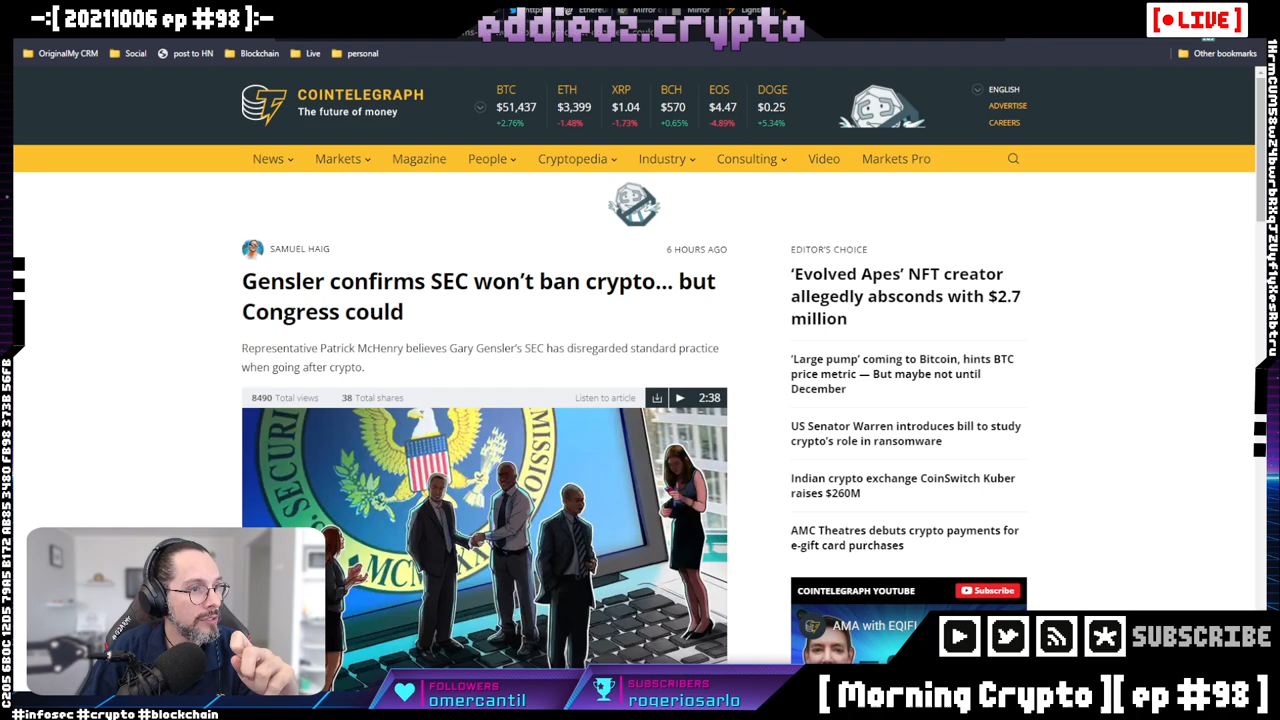 -:[ 20211006 ep #98 ]:-
eddieoz.crypto
[ LIVE ]
OriginalMy CRM
Social
post to HN
Blockchain
Live
personal
Other bookmarks
COINTELEGRAPH
The future of money
BTC
$51,437
+2.76%
ETH
$3,399
-1.48%
XRP
$1.04
-1.73%
BCH
$570
+0.65%
EOS
$4.47
-4.89%
DOGE
$0.25
+5.34%
ENGLISH
ADVERTISE
CAREERS
News
Markets
Magazine
People
Cryptopedia
Industry
Consulting
Video
Markets Pro
SAMUEL HAIG
6 HOURS AGO
Gensler confirms SEC won’t ban crypto… but
Congress could
Representative Patrick McHenry believes Gary Gensler’s SEC has disregarded standard practice
when going after crypto.
8490 Total views
38 Total shares
Listen to article
2:38
EDITOR’S CHOICE
‘Evolved Apes’ NFT creator
allegedly absconds with $2.7
million
‘Large pump’ coming to Bitcoin, hints BTC
price metric — But maybe not until
December
US Senator Warren introduces bill to study
crypto’s role in ransomware
Indian crypto exchange CoinSwitch Kuber
raises $260M
AMC Theatres debuts crypto payments for
e-gift card purchases
COINTELEGRAPH YOUTUBE
Subscribe
AMA with EQIFI
SUBSCRIBE
FOLLOWERS
omercantil
SUBSCRIBERS
rogeriosarlo
[ Morning Crypto ][ ep #98 ]
#infosec #crypto #blockchain